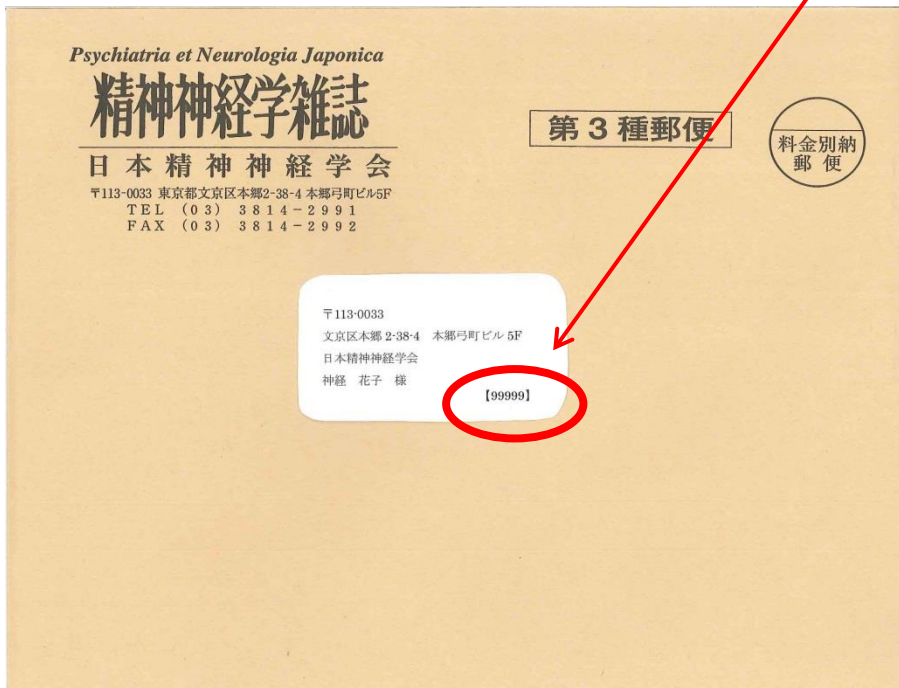 Psychiatria et Neurologia Japonica
精神神経学雑誌
日本精神神経学会
〒113-0033 東京都文京区本郷2-38-4 本郷弓町ビル5F
TEL (03) 3814-2991
FAX (03) 3814-2992
第3種郵便
料金別納
郵便
〒113-0033
文京区本郷 2-38-4 本郷弓町ビル 5F
日本精神神経学会
神経 花子 様
【99999】